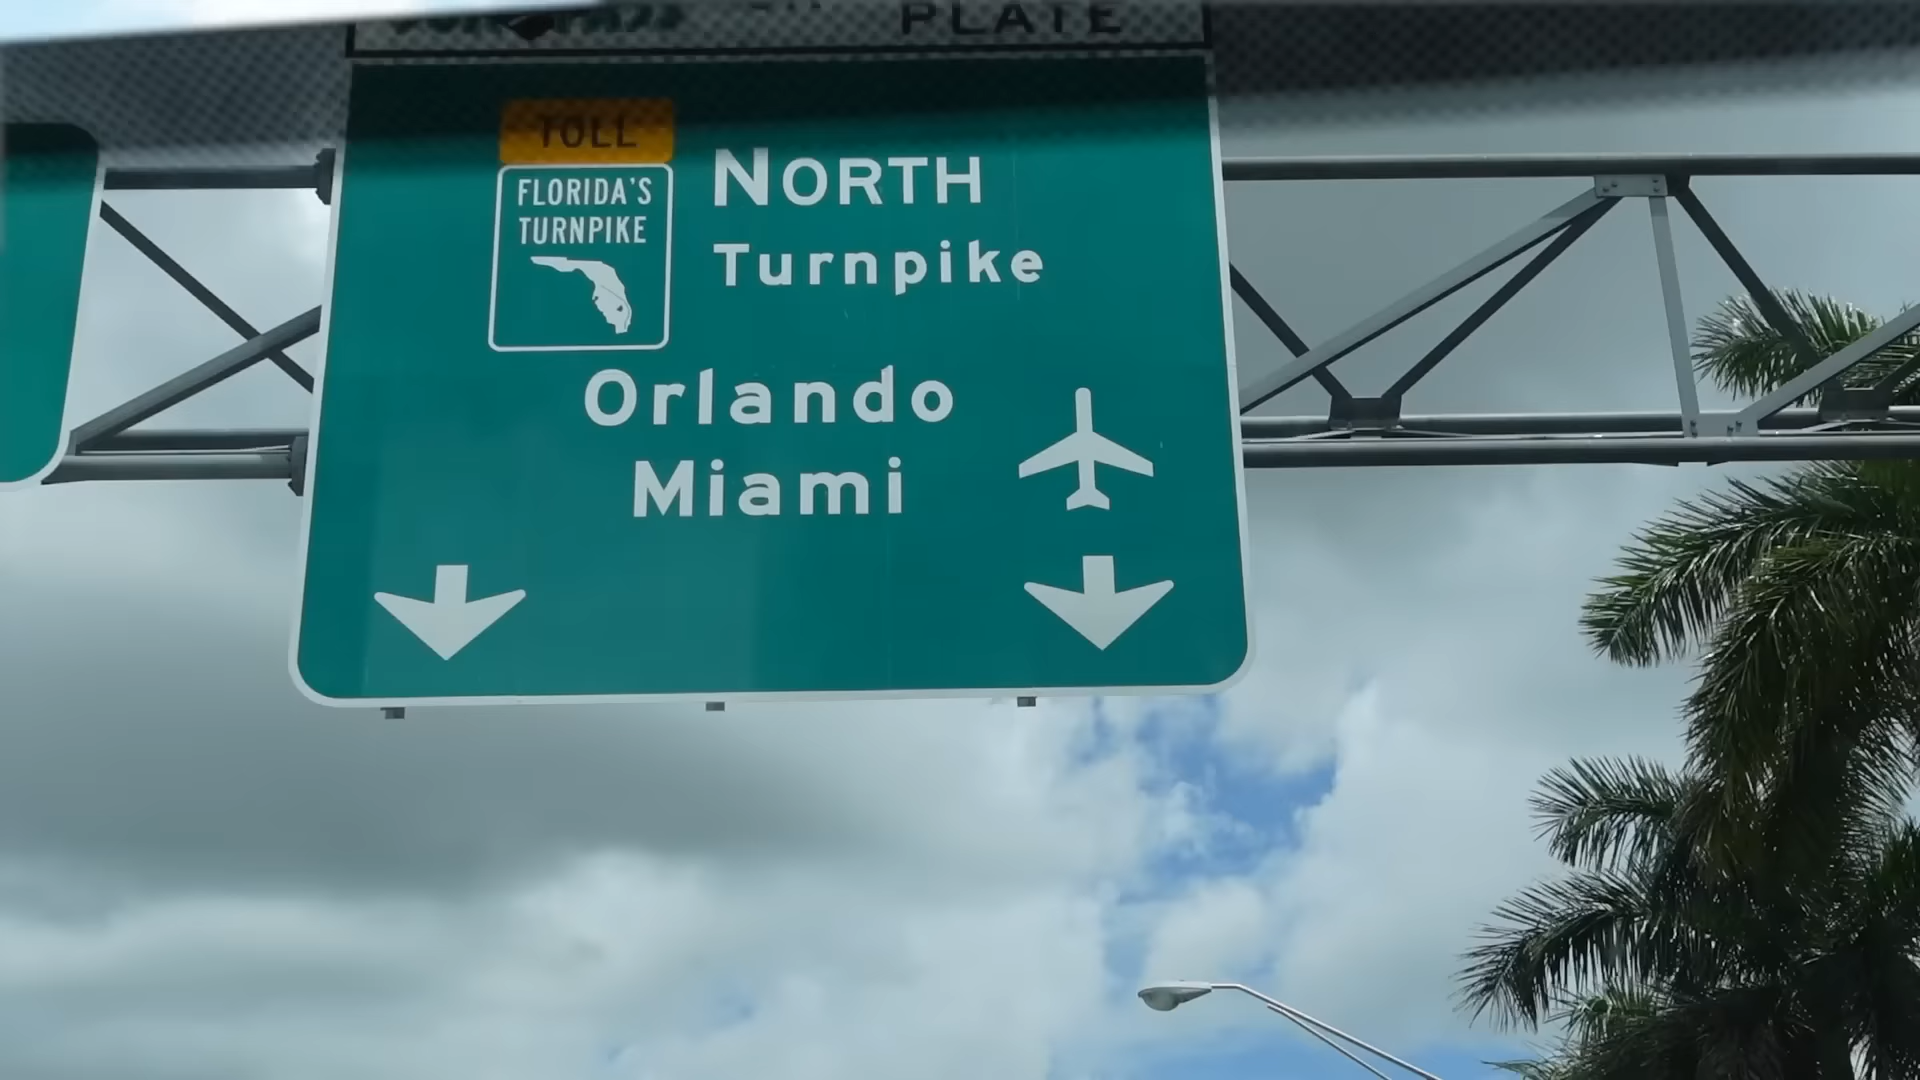 PLATE
TOLL
FLORIDA'S
TURNPIKE
NORTH
Turnpike
Orlando
Miami